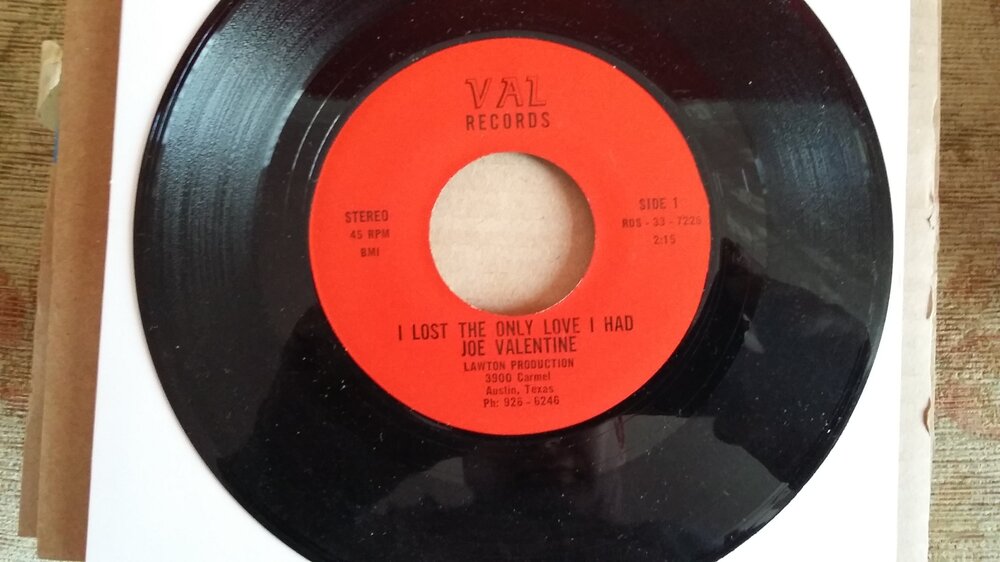 VAL
RECORDS
STEREO
45 RPM
BMI
SIDE 1
RDS - 33 - 7225
2:15
I LOST THE ONLY LOVE I HAD
JOE VALENTINE
LAWTON PRODUCTION
3900 Carmel
Austin, Texas
Ph: 926 - 6246